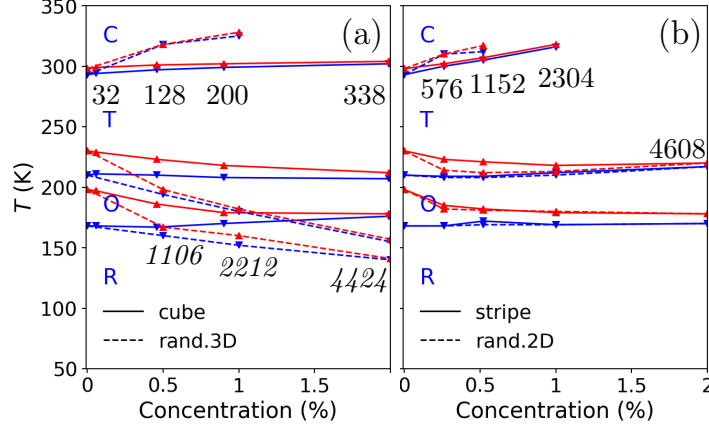 350
300
250
200
150
100
50
T (K)
C
(a)
32
128
200
338
T
O
1106
2212
4424
R
cube
rand.3D
0
0.5
1
1.5
Concentration (%)
C
(b)
576
1152
2304
T
4608
O
R
stripe
rand.2D
0
0.5
1
1.5
2
Concentration (%)